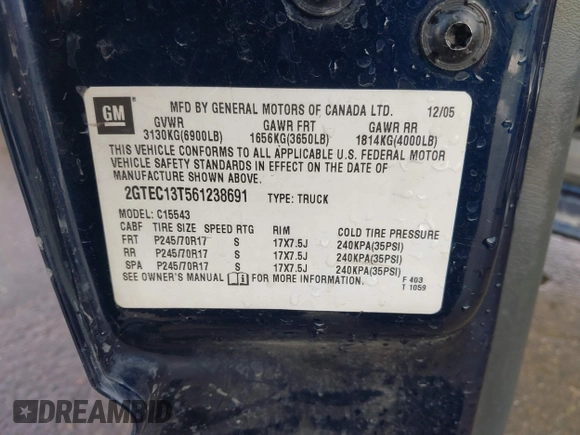 GM
MFD BY GENERAL MOTORS OF CANADA LTD. 12/05
GVWR GAWR FRT GAWR RR
3130KG(6900LB) 1656KG(3650LB) 1814KG(4000LB)
THIS VEHICLE CONFORMS TO ALL APPLICABLE U.S. FEDERAL MOTOR
VEHICLE SAFETY STANDARDS IN EFFECT ON THE DATE OF
MANUFACTURE SHOWN ABOVE.
2GTEC13T561238691 TYPE: TRUCK
MODEL: C15543
CABF TIRE SIZE SPEED RTG RIM COLD TIRE PRESSURE
FRT P245/70R17 S 17X7.5J 240KPA(35PSI)
RR P245/70R17 S 17X7.5J 240KPA(35PSI)
SPA P245/70R17 S 17X7.5J 240KPA(35PSI)
SEE OWNER'S MANUAL FOR MORE INFORMATION. F 403
T 1059
DREAMBID